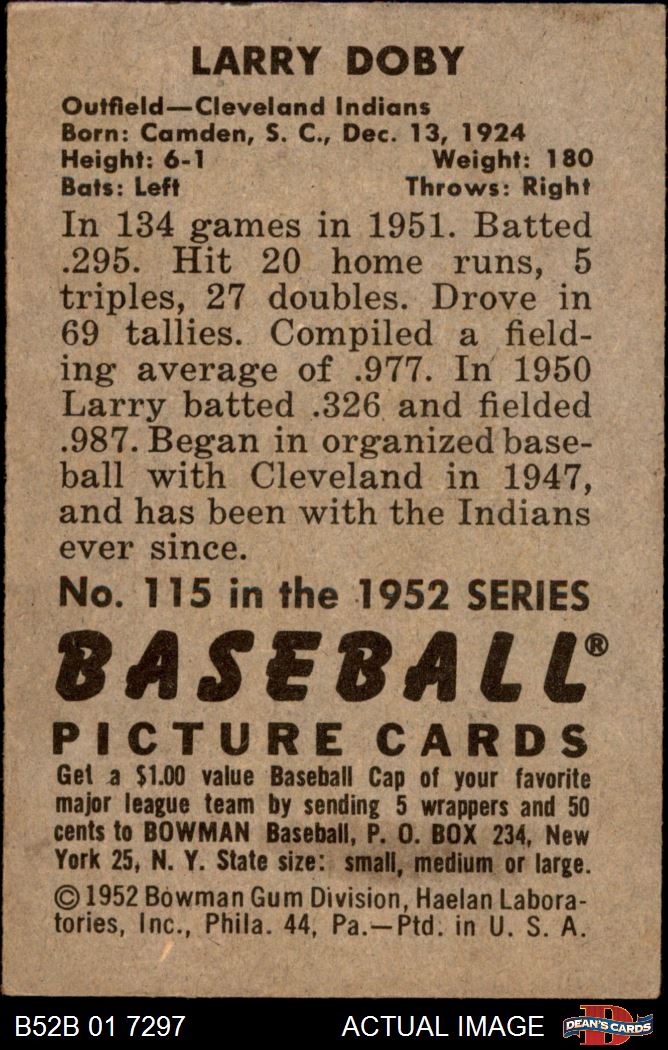 LARRY DOBY
Outfield—Cleveland Indians
Born: Camden, S. C., Dec. 13, 1924
Height: 6-1 Weight: 180
Bats: Left Throws: Right
In 134 games in 1951. Batted
.295. Hit 20 home runs, 5
triples, 27 doubles. Drove in
69 tallies. Compiled a field-
ing average of .977. In 1950
Larry batted .326 and fielded
.987. Began in organized base-
ball with Cleveland in 1947,
and has been with the Indians
ever since.
No. 115 in the 1952 SERIES
BASEBALL®
PICTURE CARDS
Get a $1.00 value Baseball Cap of your favorite
major league team by sending 5 wrappers and 50
cents to BOWMAN Baseball, P. O. BOX 234, New
York 25, N. Y. State size: small, medium or large.
© 1952 Bowman Gum Division, Haelan Labora-
tories, Inc., Phila. 44, Pa.—Ptd. in U. S. A.
B52B 01 7297 ACTUAL IMAGE D DEAN'S CARDS